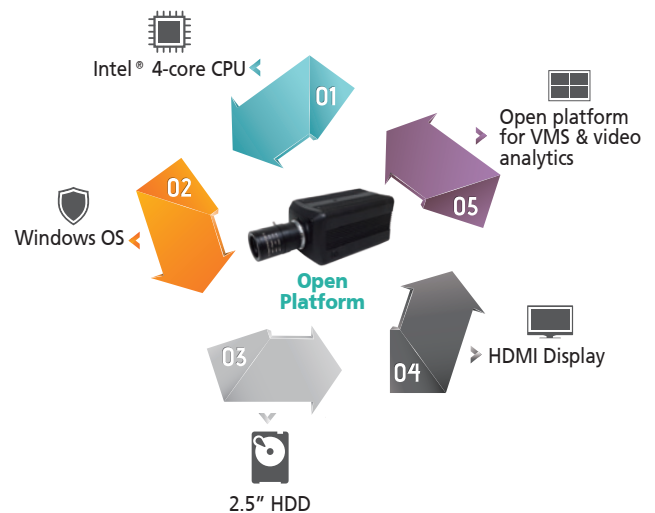 Intel® 4-core CPU
01
Open platform
for VMS & video
analytics
02
05
Windows OS
Open
Platform
03
04
HDMI Display
2.5” HDD